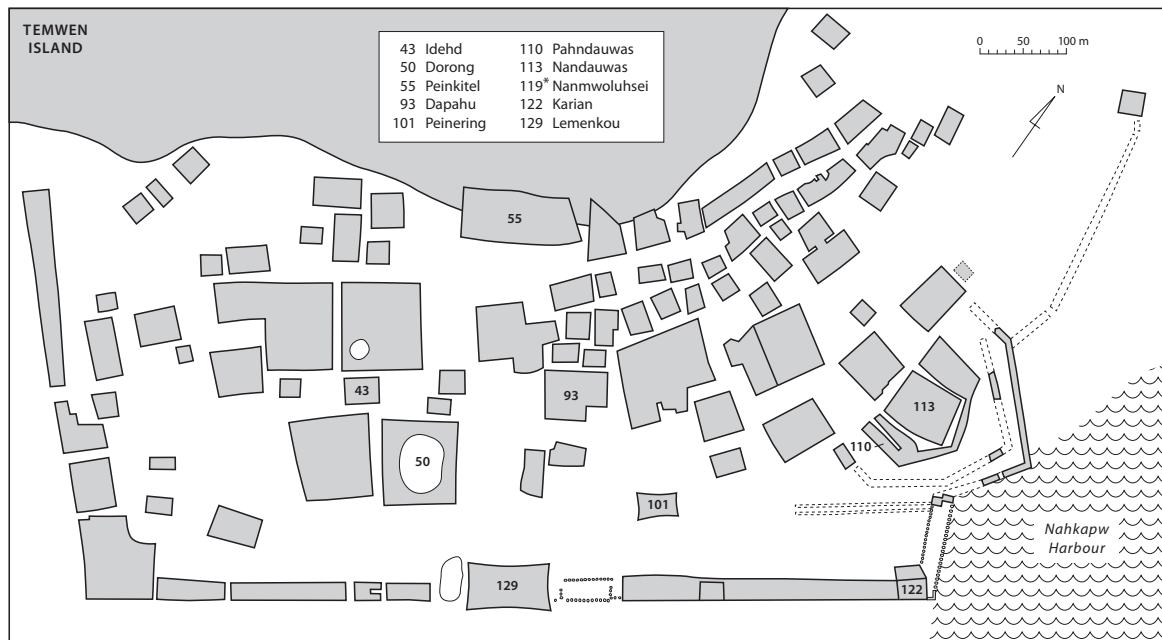 TEMWEN
ISLAND
43 Idehd
50 Dorong
55 Peinkitel
93 Dapahu
101 Peinering
110 Pahndauwas
113 Nandauwas
119* Nanmwoluhsei
122 Karian
129 Lemenkou
0 50 100 m
N
55
43
93
50
113
110
101
Nahkapw
Harbour
129
122